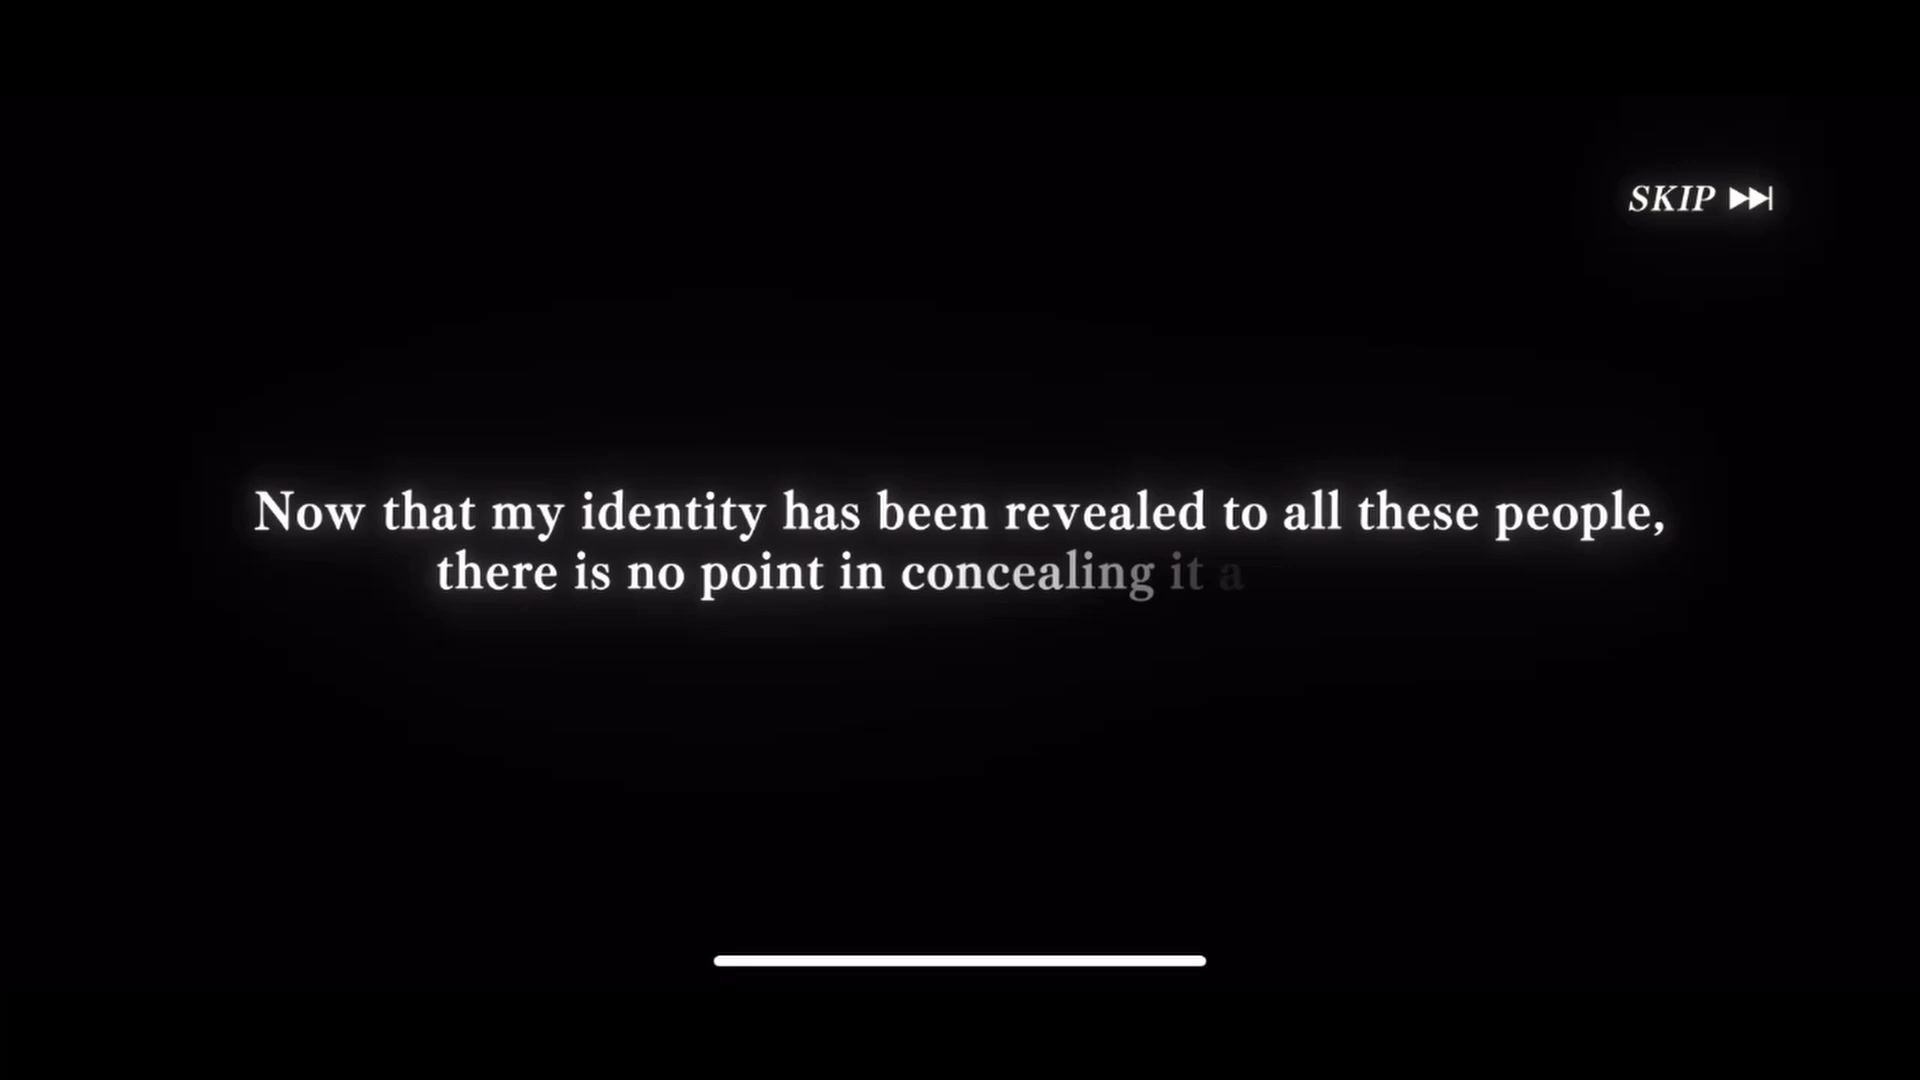 SKIP
Now that my identity has been revealed to all these people,
there is no point in concealing it a